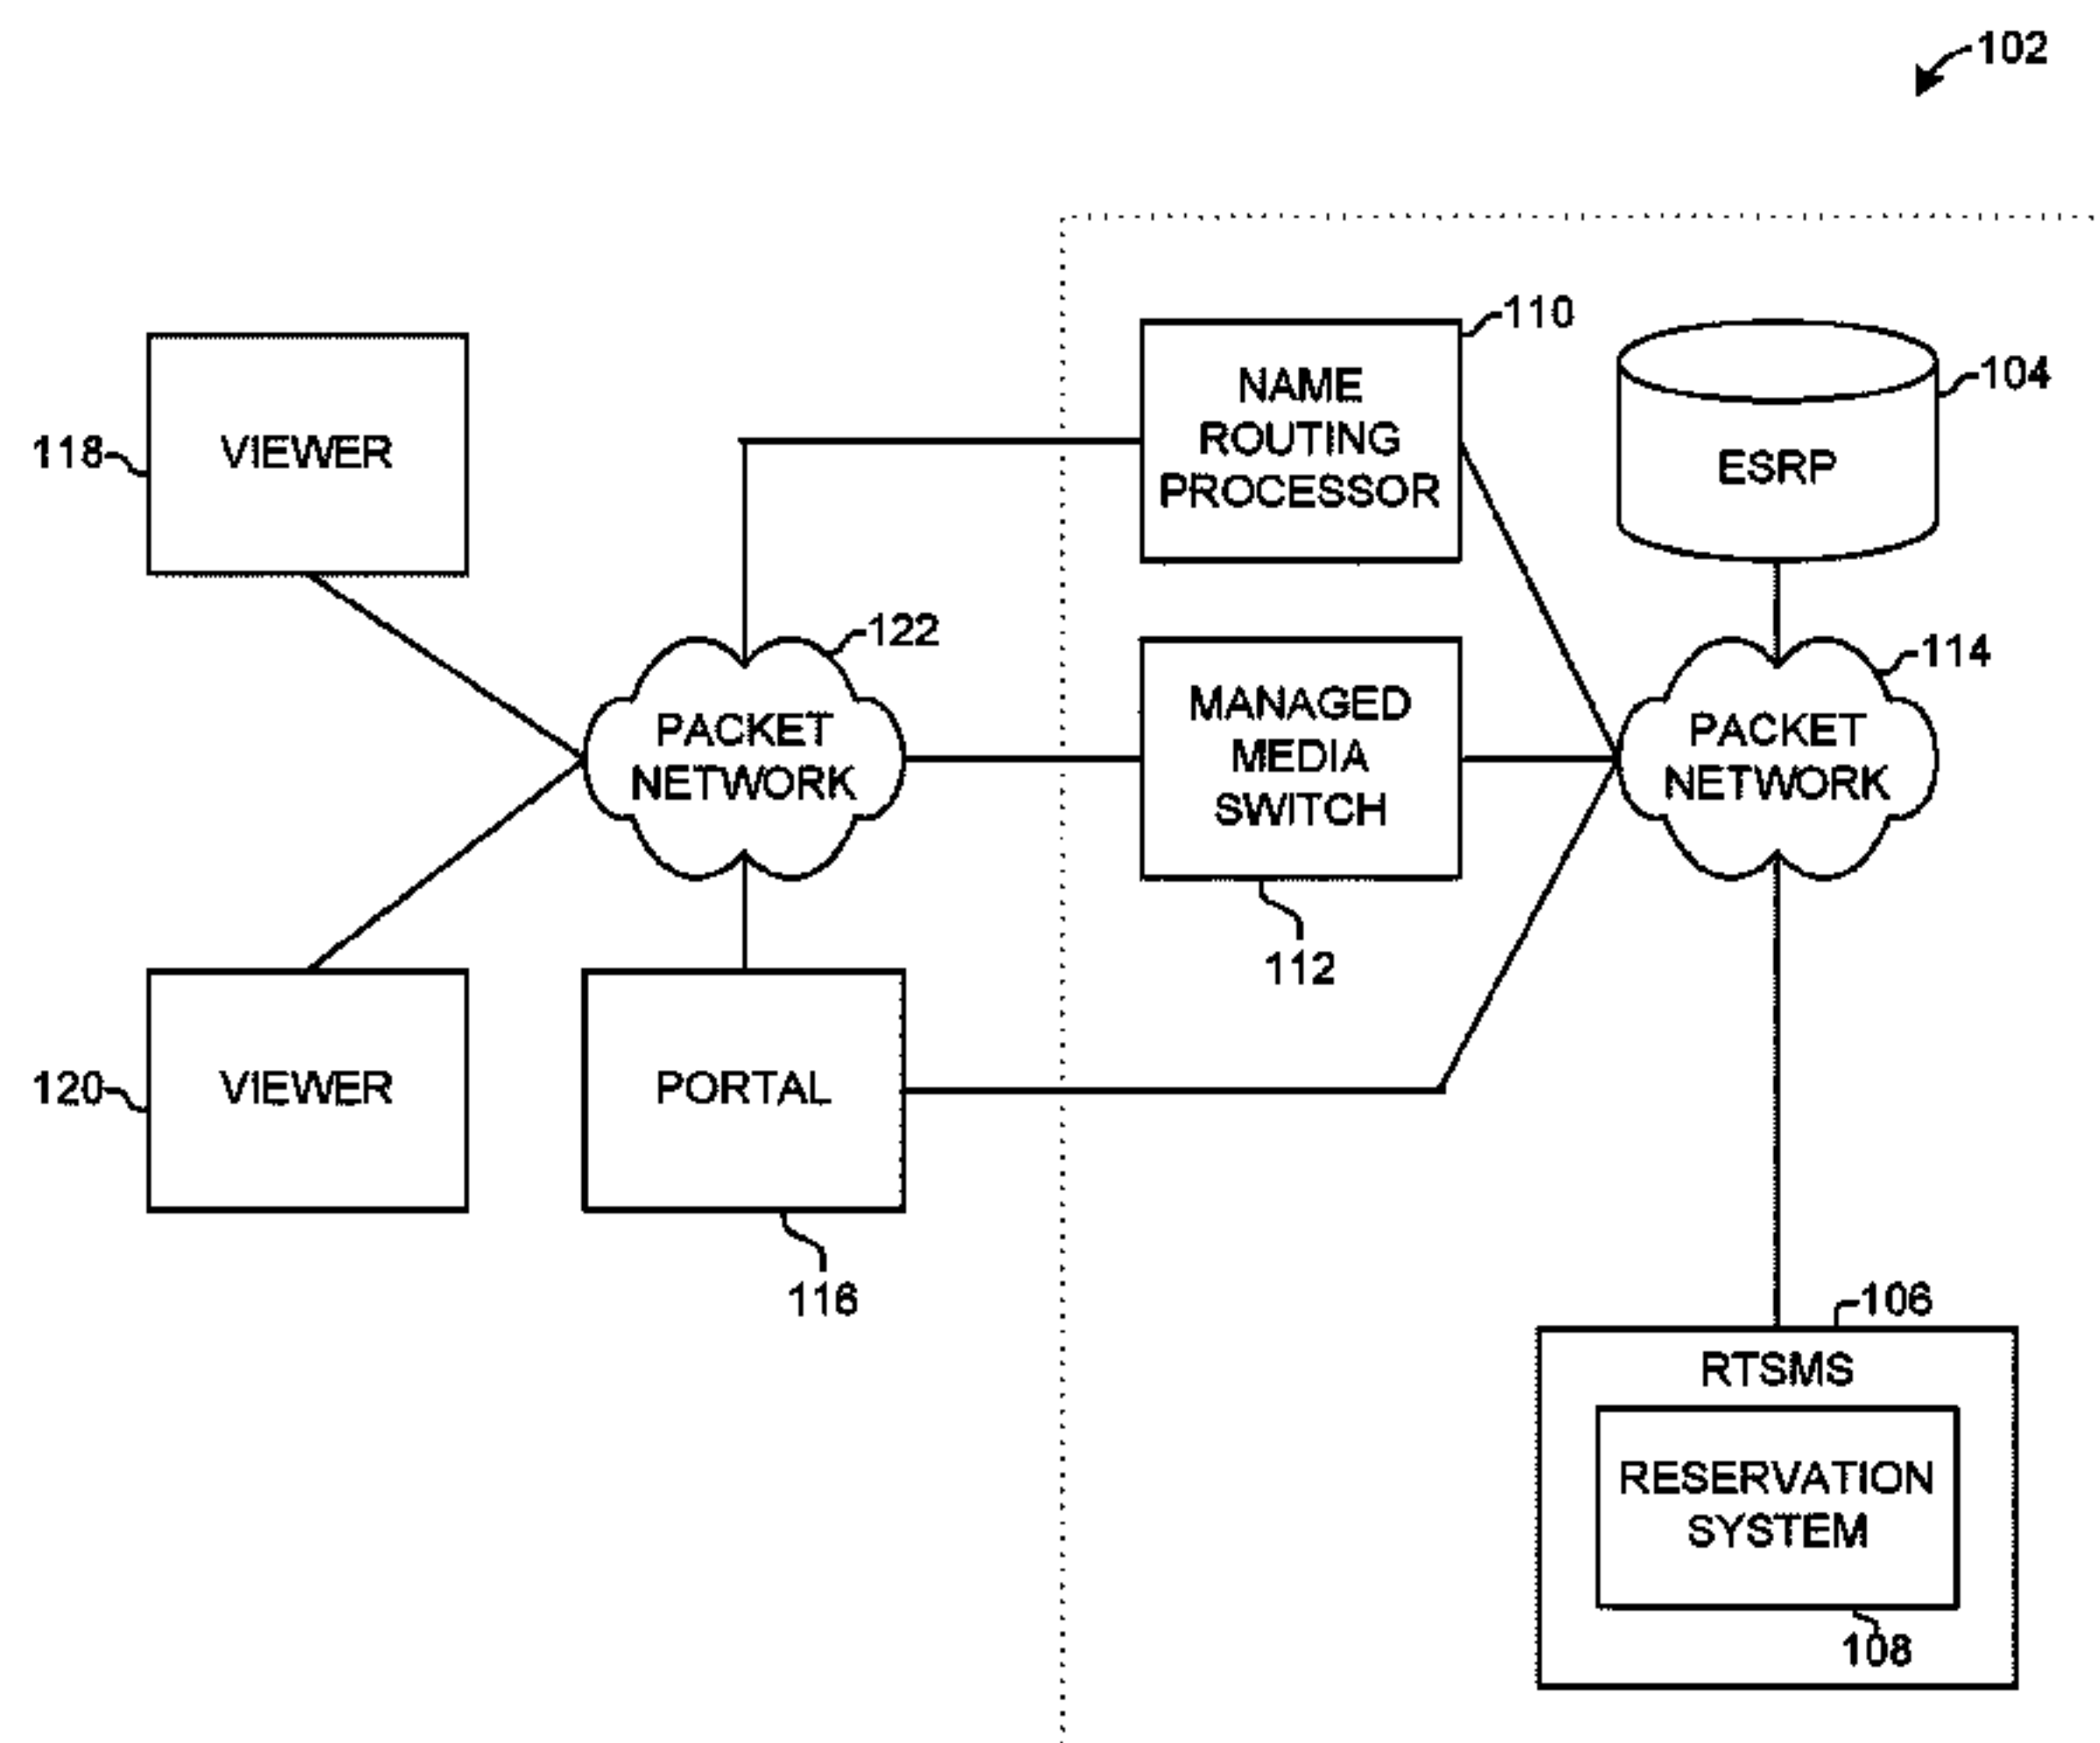 102
110
NAME
ROUTING
PROCESSOR
104
ESRP
118
VIEWER
122
PACKET
NETWORK
MANAGED
MEDIA
SWITCH
112
114
PACKET
NETWORK
120
VIEWER
PORTAL
116
106
RTSMS
RESERVATION
SYSTEM
108